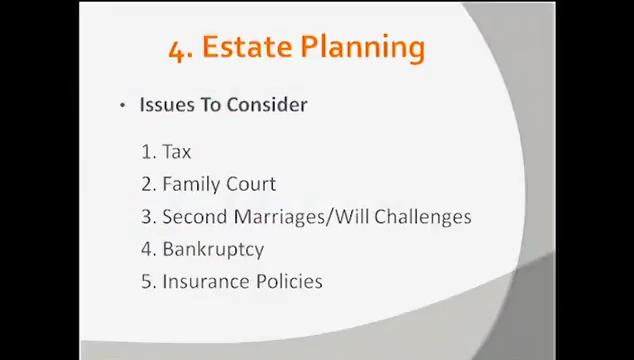 4. Estate Planning
• Issues To Consider
1. Tax
2. Family Court
3. Second Marriages/Will Challenges
4. Bankruptcy
5. Insurance Policies